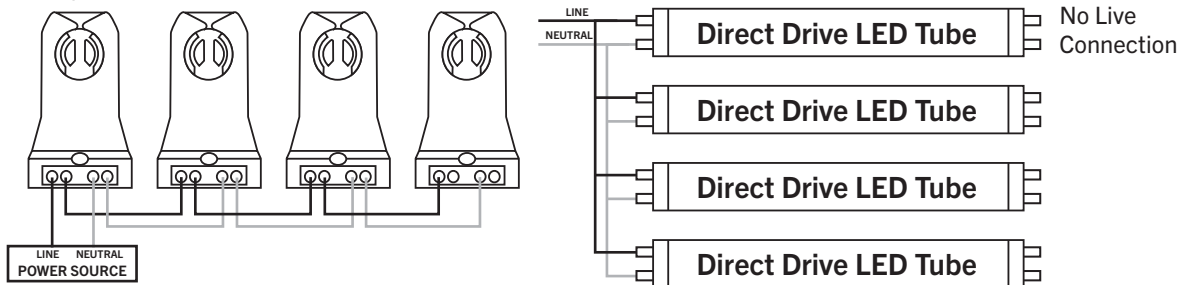 LINE NEUTRAL
POWER SOURCE
LINE
NEUTRAL
Direct Drive LED Tube
No Live
Connection
Direct Drive LED Tube
Direct Drive LED Tube
Direct Drive LED Tube